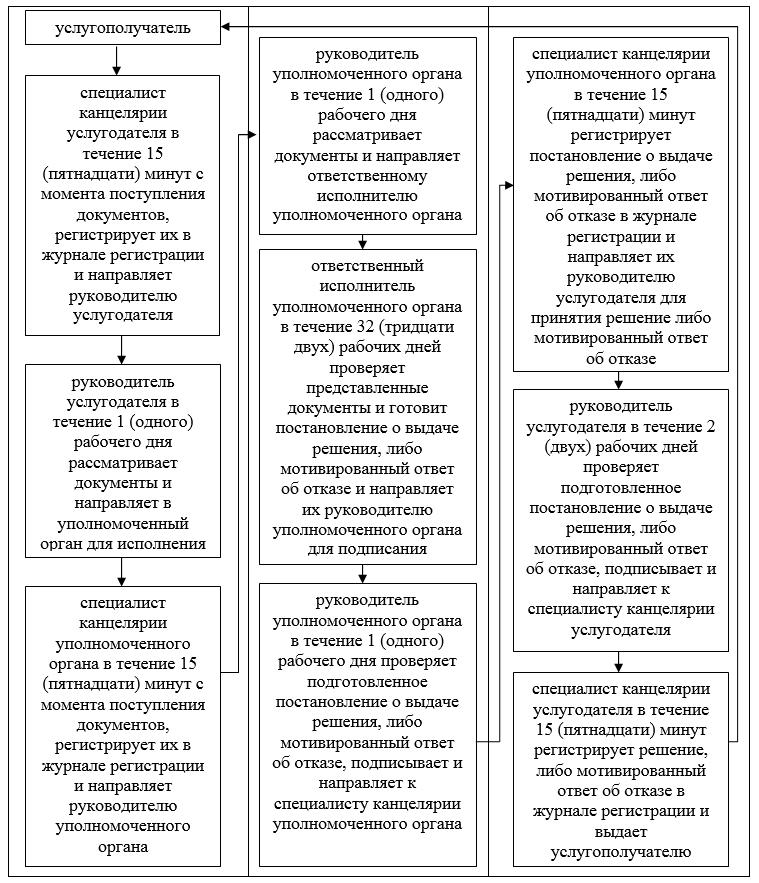 услугополучатель
специалист
канцелярии
услугодателя в
течение 15
(пятнадцати) минут с
момента поступления
документов,
регистрирует их в
журнале регистрации
и направляет
руководителю
услугодателя
руководитель
услугодателя в
течение 1 (одного)
рабочего дня
рассматривает
документы и
направляет в
уполномоченный
орган для исполнения
специалист
канцелярии
уполномоченного
органа в течение 15
(пятнадцати) минут с
момента поступления
документов,
регистрирует их в
журнале регистрации
и направляет
руководителю
уполномоченного
органа
руководитель
уполномоченного органа
в течение 1 (одного)
рабочего дня
рассматривает
документы и направляет
ответственному
исполнителю
уполномоченного органа
ответственный
исполнитель
уполномоченного органа
в течение 32 (тридцати
двух) рабочих дней
проверяет
представленные
документы и готовит
постановление о выдаче
решения, либо
мотивированный ответ
об отказе и направляет
их руководителю
уполномоченного органа
для подписания
руководитель
уполномоченного органа
в течение 1 (одного)
рабочего дня проверяет
подготовленное
постановление о выдаче
решения, либо
мотивированный ответ
об отказе, подписывает и
направляет к
специалисту канцелярии
уполномоченного органа
специалист канцелярии
уполномоченного органа
в течение 15
(пятнадцати) минут
регистрирует
постановление о выдаче
решения, либо
мотивированный ответ
об отказе в журнале
регистрации и
направляет их
руководителю
услугодателя для
принятия решение либо
мотивированный ответ
об отказе
руководитель
услугодателя в течение 2
(двух) рабочих дней
проверяет
подготовленное
постановление о выдаче
решения, либо
мотивированный ответ
об отказе, подписывает и
направляет к
специалисту канцелярии
услугодателя
специалист канцелярии
услугодателя в течение
15 (пятнадцати) минут
регистрирует решение,
либо мотивированный
ответ об отказе в
журнале регистрации и
выдает
услугополучателю